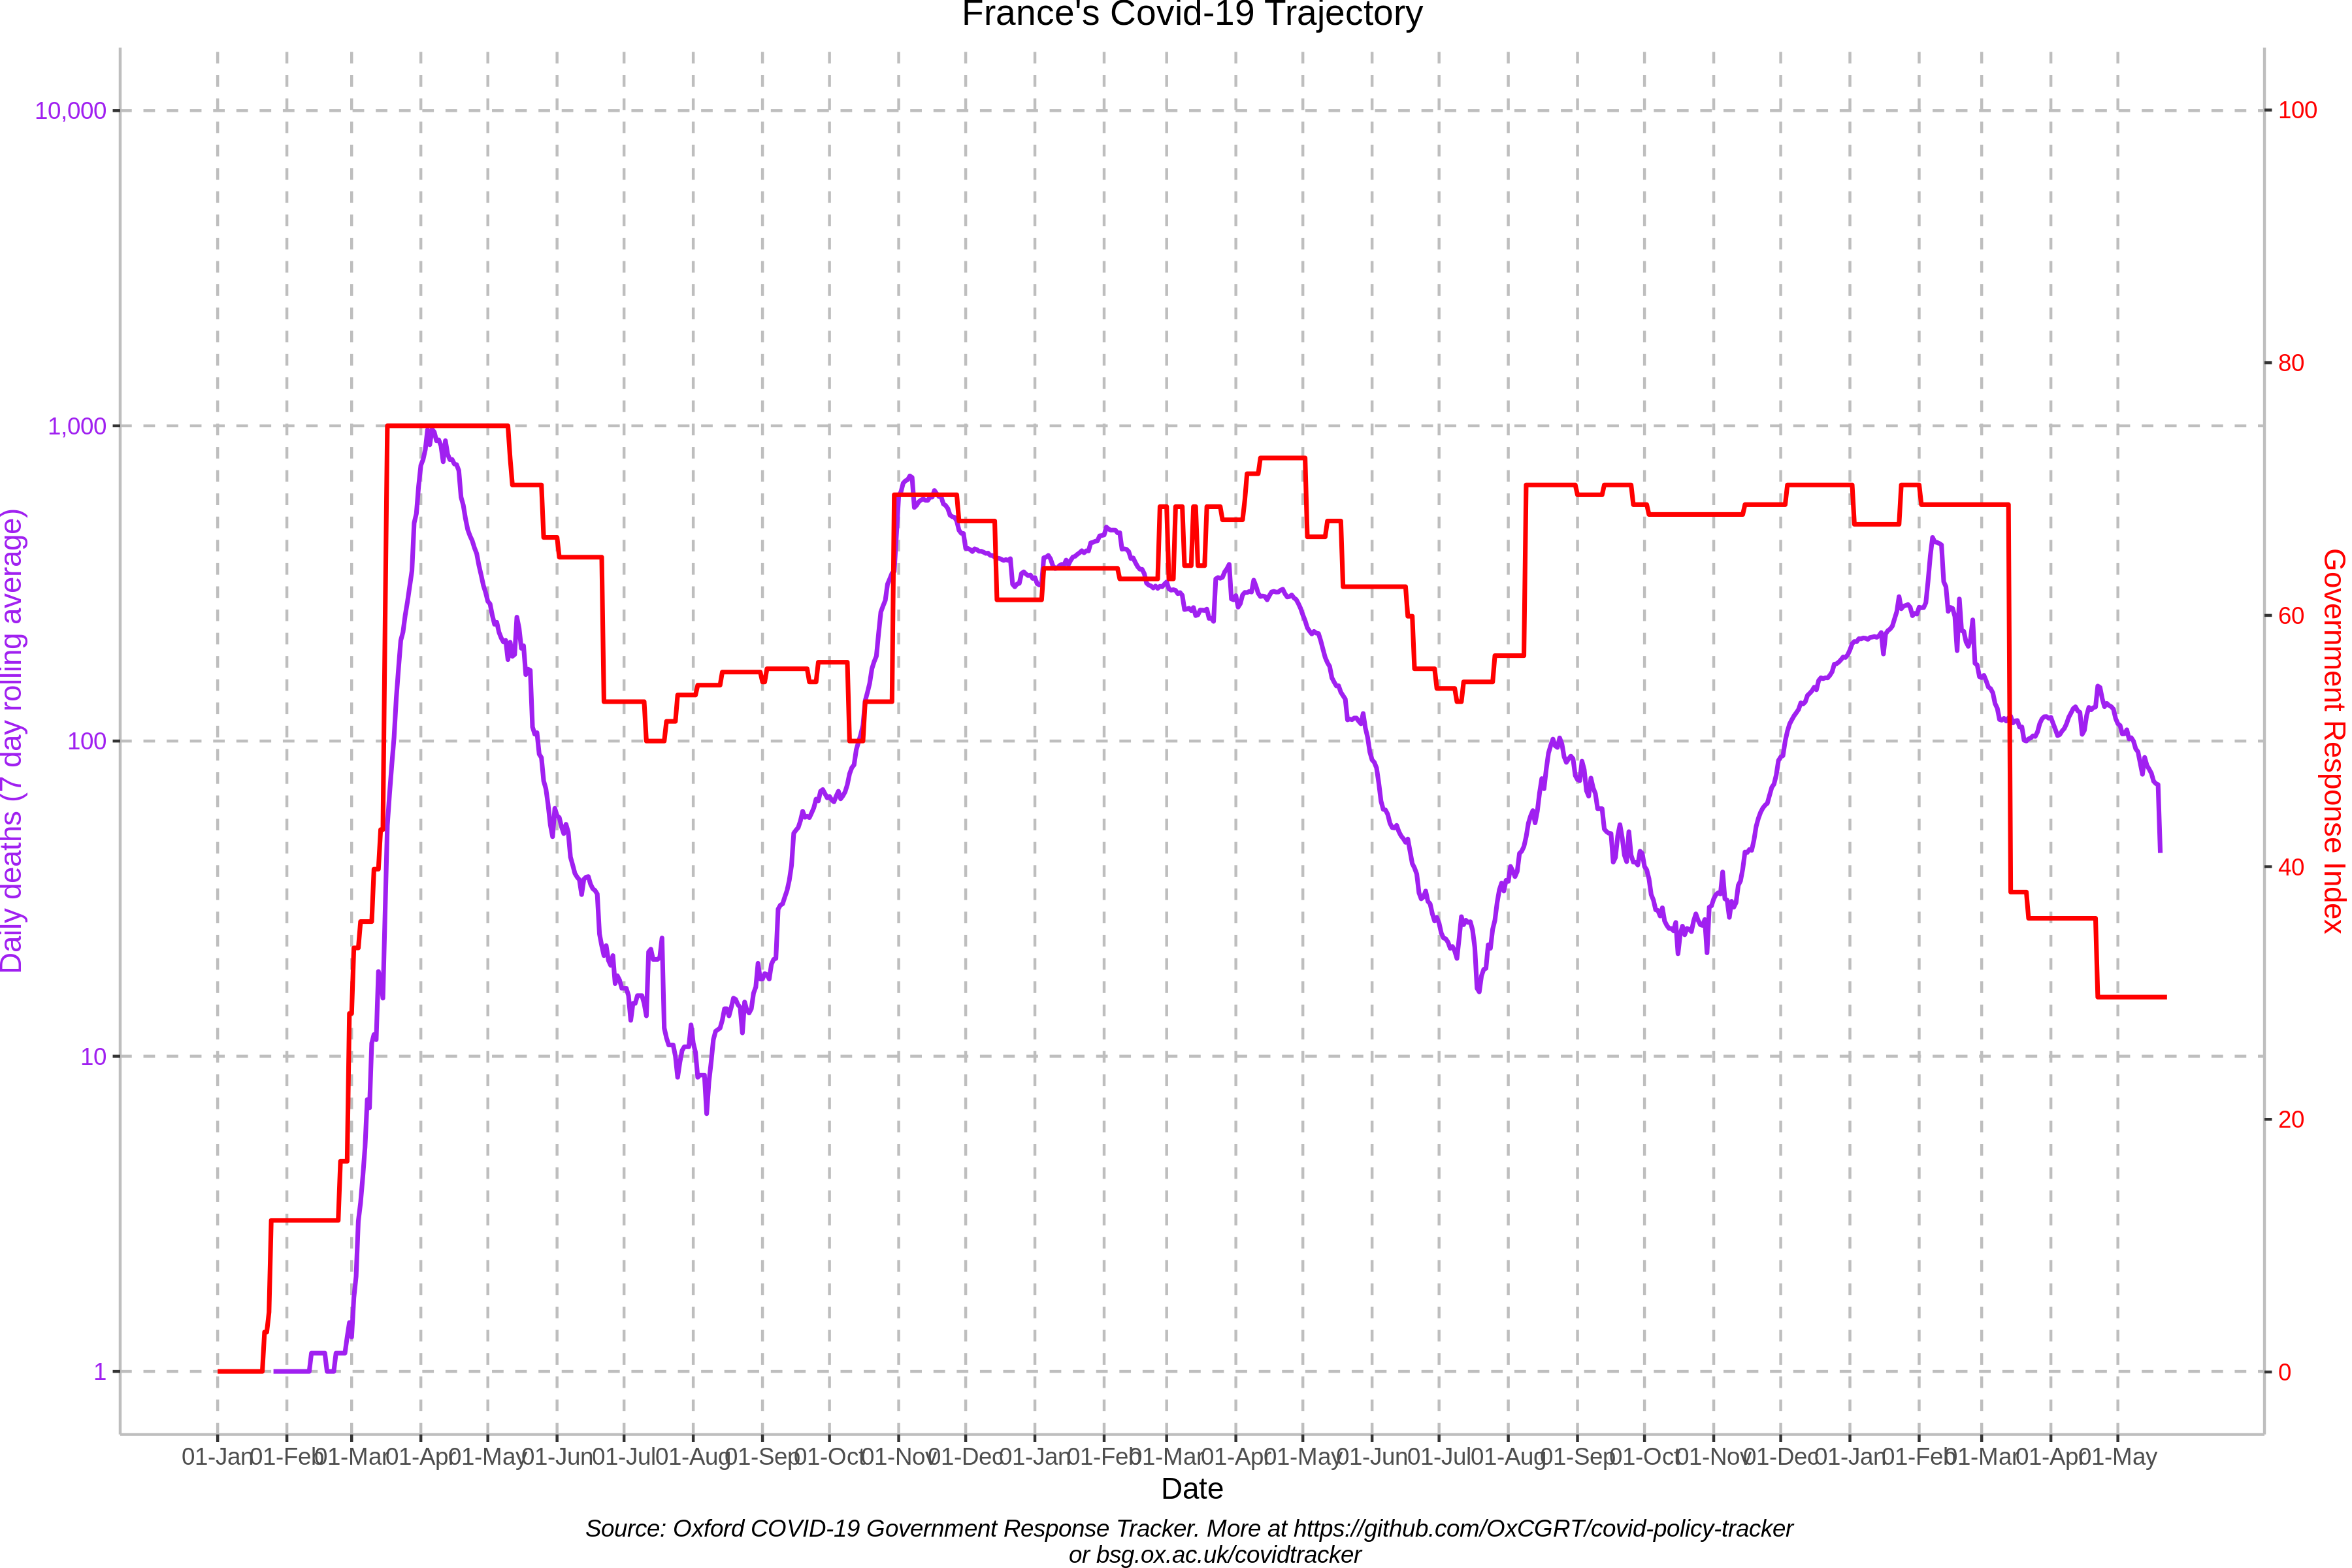 France's Covid-19 Trajectory
10,000
1,000
100
10
1
Daily deaths (7 day rolling average)
100
80
60
40
20
0
Government Response Index
01-Jan 01-Feb 01-Mar 01-Apr 01-May 01-Jun 01-Jul 01-Aug 01-Sep 01-Oct 01-Nov 01-Dec 01-Jan 01-Feb 01-Mar 01-Apr 01-May 01-Jun 01-Jul 01-Aug 01-Sep 01-Oct 01-Nov 01-Dec 01-Jan 01-Feb 01-Mar 01-Apr 01-May
Date
Source: Oxford COVID-19 Government Response Tracker. More at https://github.com/OxCGRT/covid-policy-tracker
or bsg.ox.ac.uk/covidtracker